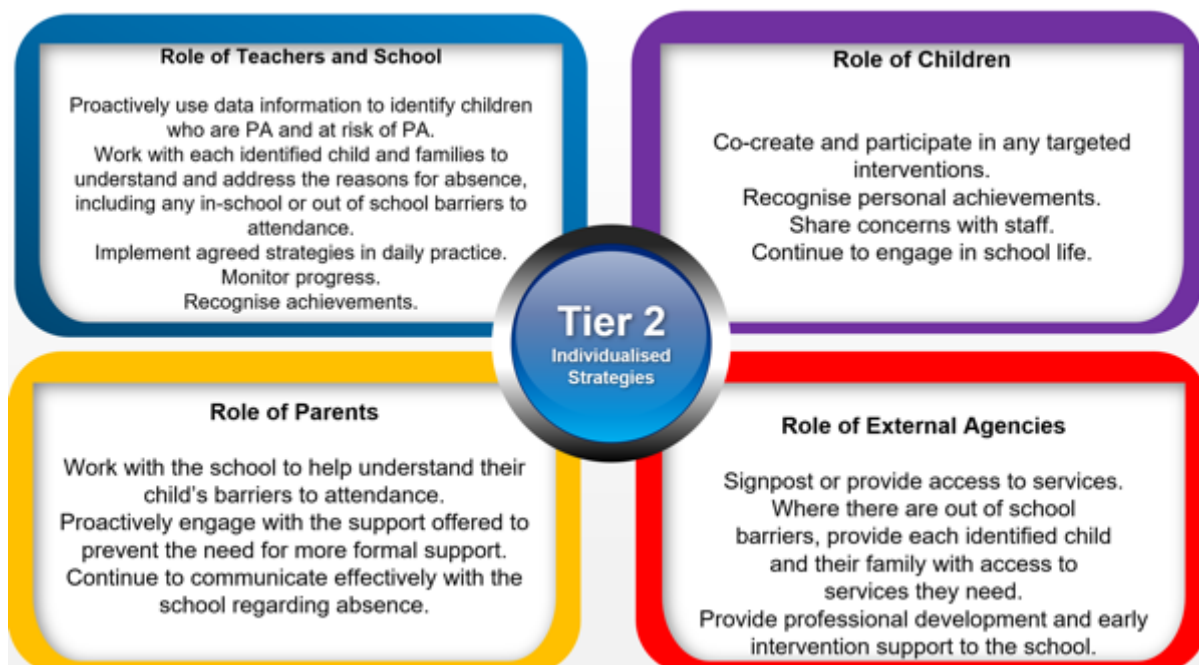 Role of Teachers and School
Proactively use data information to identify children
who are PA and at risk of PA.
Work with each identified child and families to
understand and address the reasons for absence,
including any in-school or out of school barriers to
attendance.
Implement agreed strategies in daily practice.
Monitor progress.
Recognise achievements.
Role of Children
Co-create and participate in any targeted
interventions.
Recognise personal achievements.
Share concerns with staff.
Continue to engage in school life.
Tier 2
Individualised
Strategies
Role of Parents
Work with the school to help understand their
child's barriers to attendance.
Proactively engage with the support offered to
prevent the need for more formal support.
Continue to communicate effectively with the
school regarding absence.
Role of External Agencies
Signpost or provide access to services.
Where there are out of school
barriers, provide each identified child
and their family with access to
services they need.
Provide professional development and early
intervention support to the school.